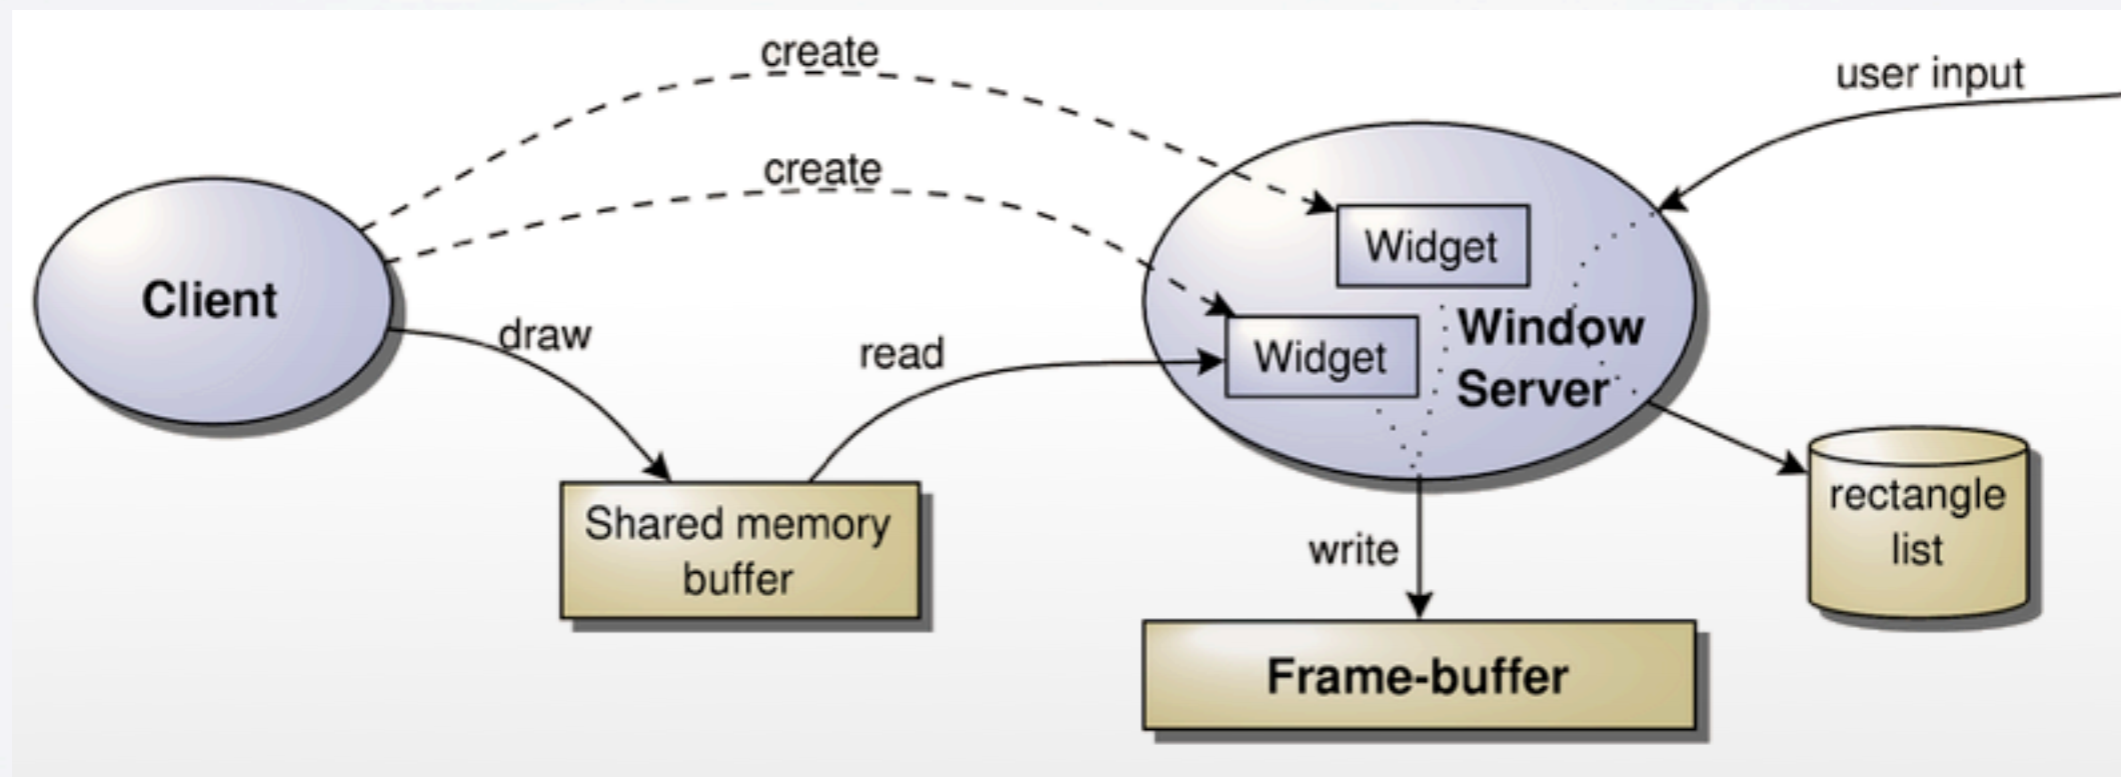 create
user input
create
Widget
Client
Window
Server
draw
read
Widget
Shared memory
buffer
rectangle
list
write
Frame-buffer